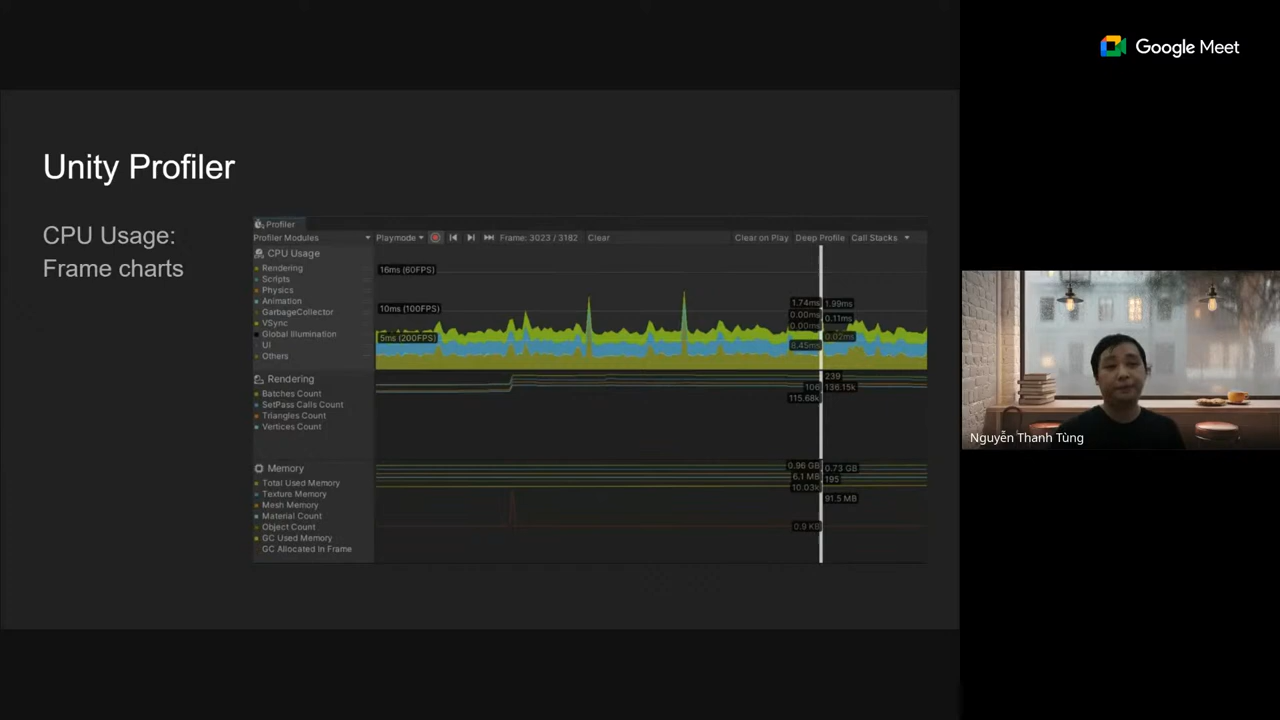 Google Meet
Unity Profiler
CPU Usage:
Frame charts
Profiler
Profiler Modules
Playmode
Frame: 3023 / 3182
Clear
Clear on Play
Deep Profile
Call Stacks
CPU Usage
Rendering
Scripts
Physics
Animation
GarbageCollector
VSync
Global Illumination
UI
Others
16ms (60FPS)
10ms (100FPS)
5ms (200FPS)
1.74ms
1.99ms
0.00ms
0.11ms
0.00ms
0.02ms
8.45ms
Rendering
Batches Count
SetPass Calls Count
Triangles Count
Vertices Count
239
106
136.15k
115.68k
Memory
Total Used Memory
Texture Memory
Mesh Memory
Material Count
Object Count
GC Used Memory
GC Allocated In Frame
0.96 GB
0.73 GB
6.1 MB
195
10.03k
91.5 MB
0.9 KB
Nguyễn Thanh Tùng